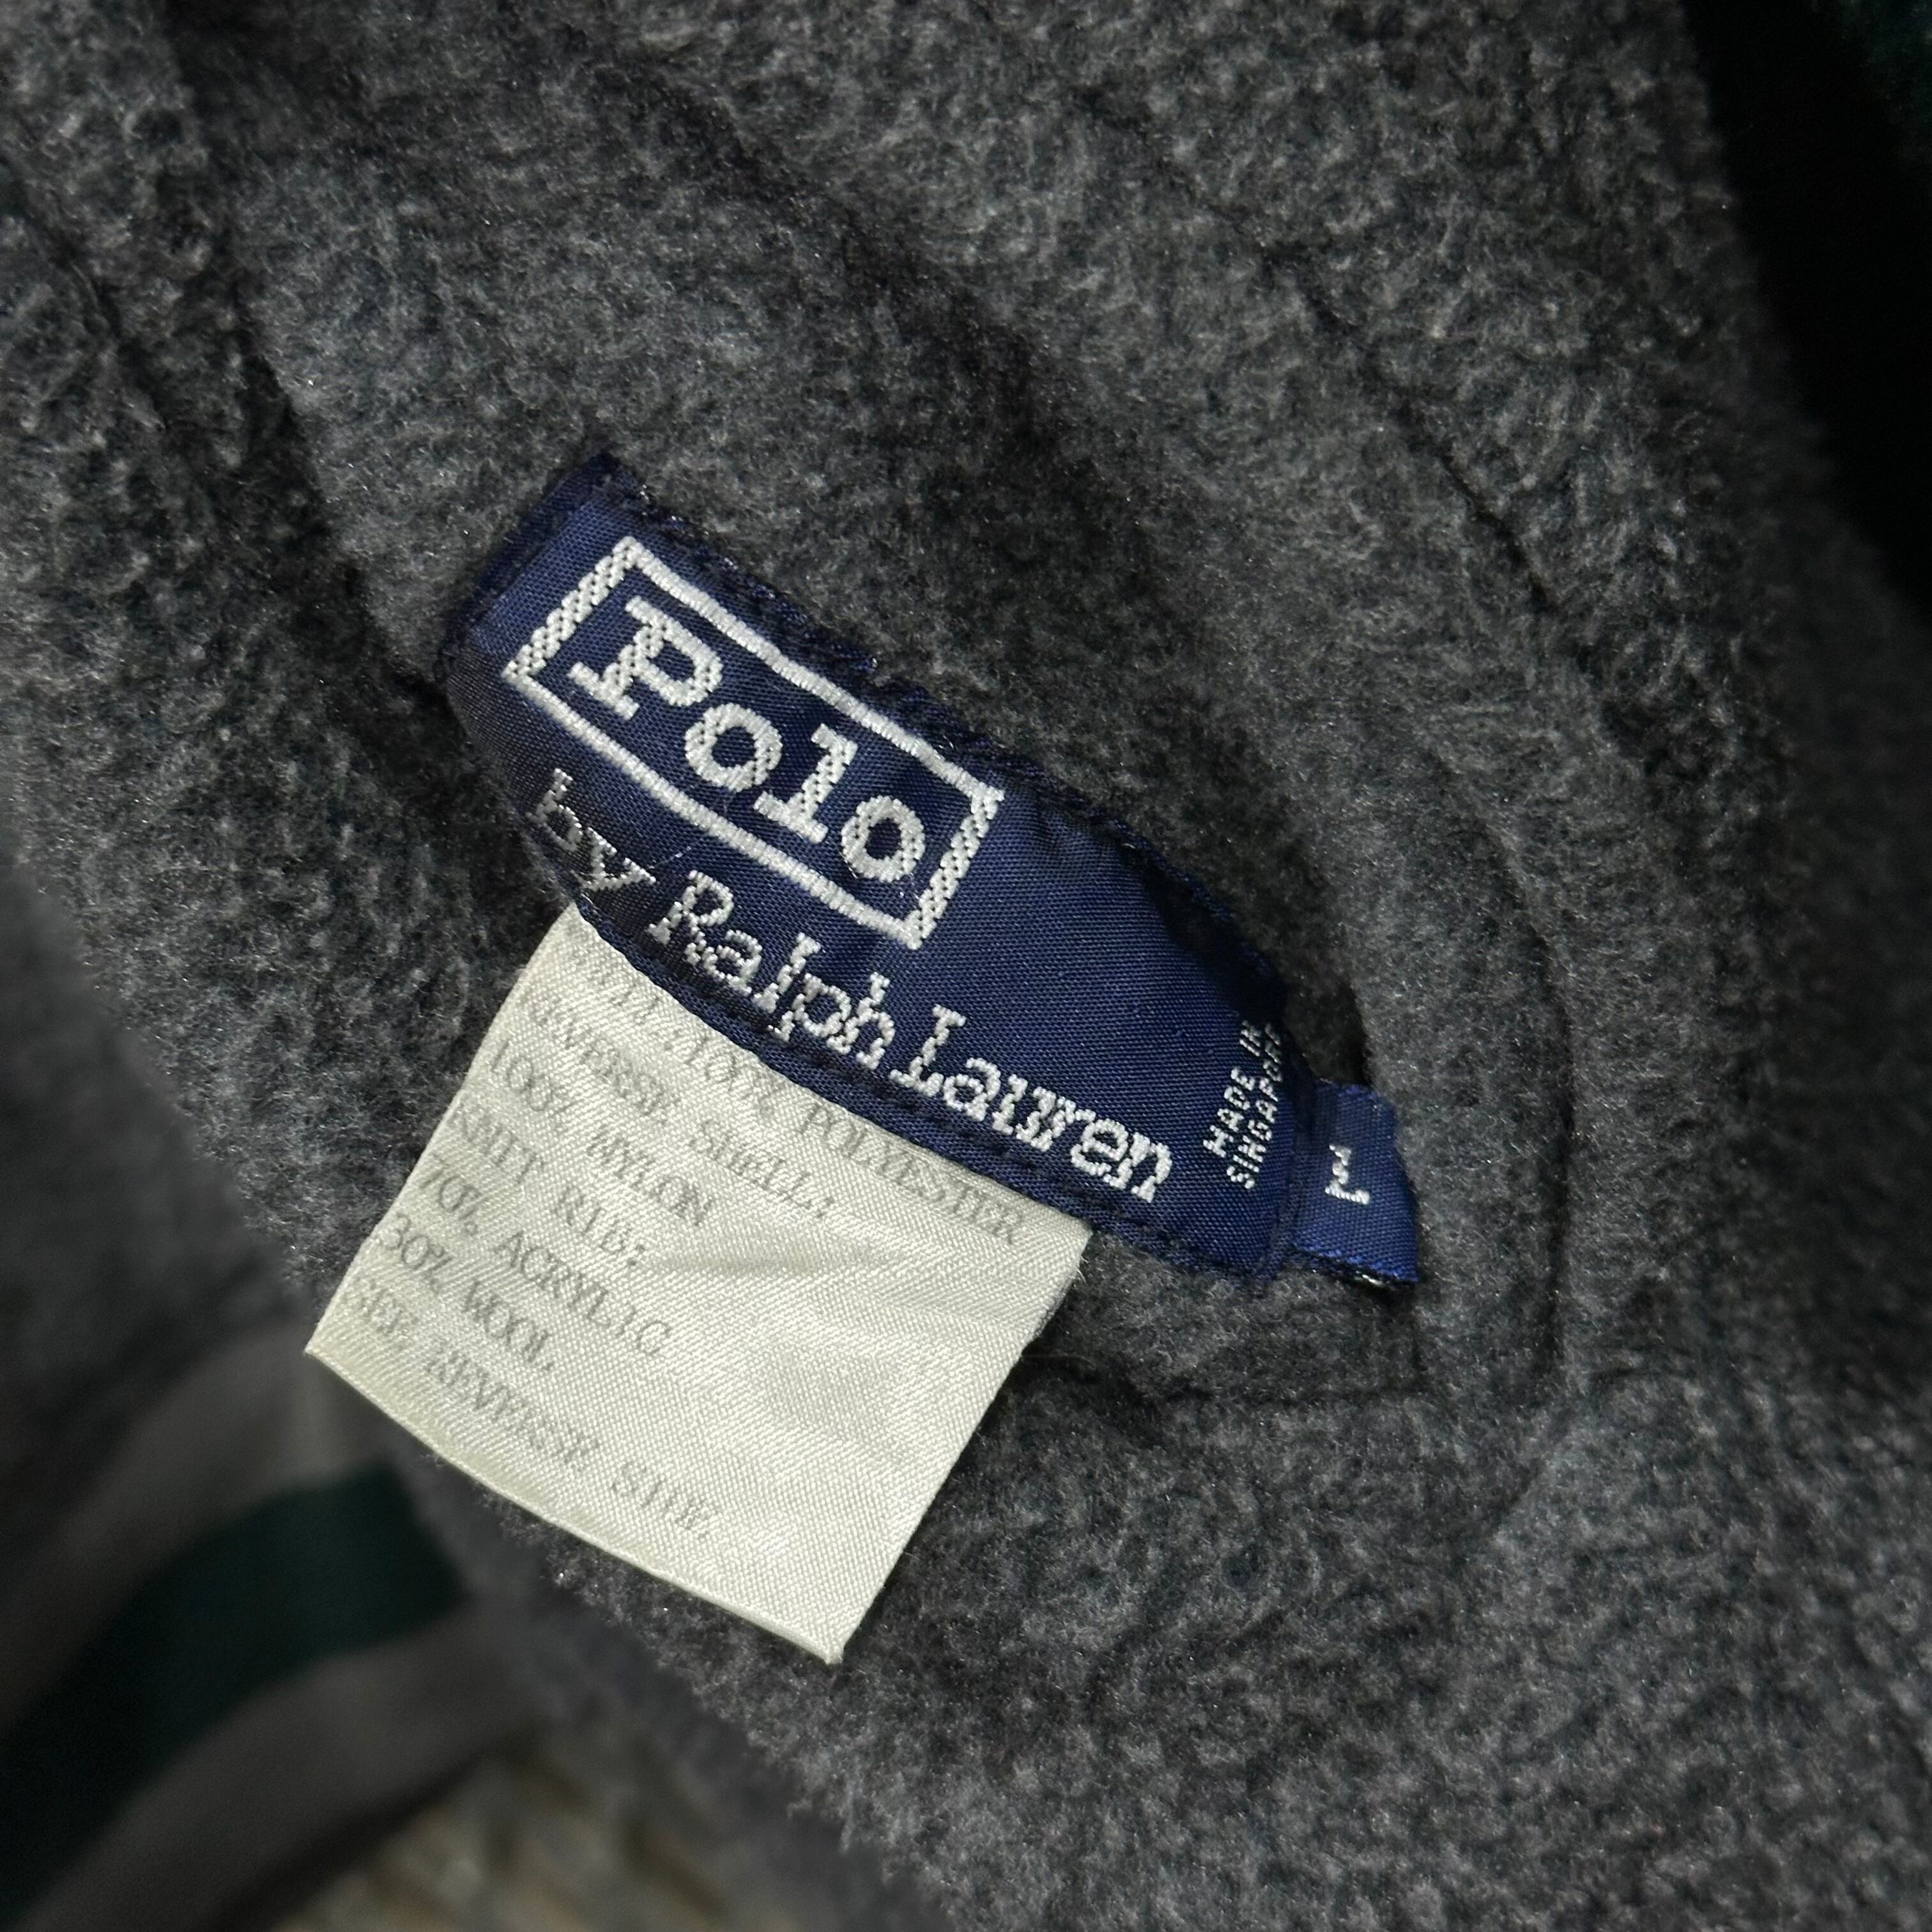 Polo
by Ralph Lauren
MADE IN
SINGAPORE
L
100% POLYESTER
REVERSE SHELL:
100% NYLON
KNIT RIB:
70% ACRYLIC
30% WOOL
SEE REVERSE SIDE